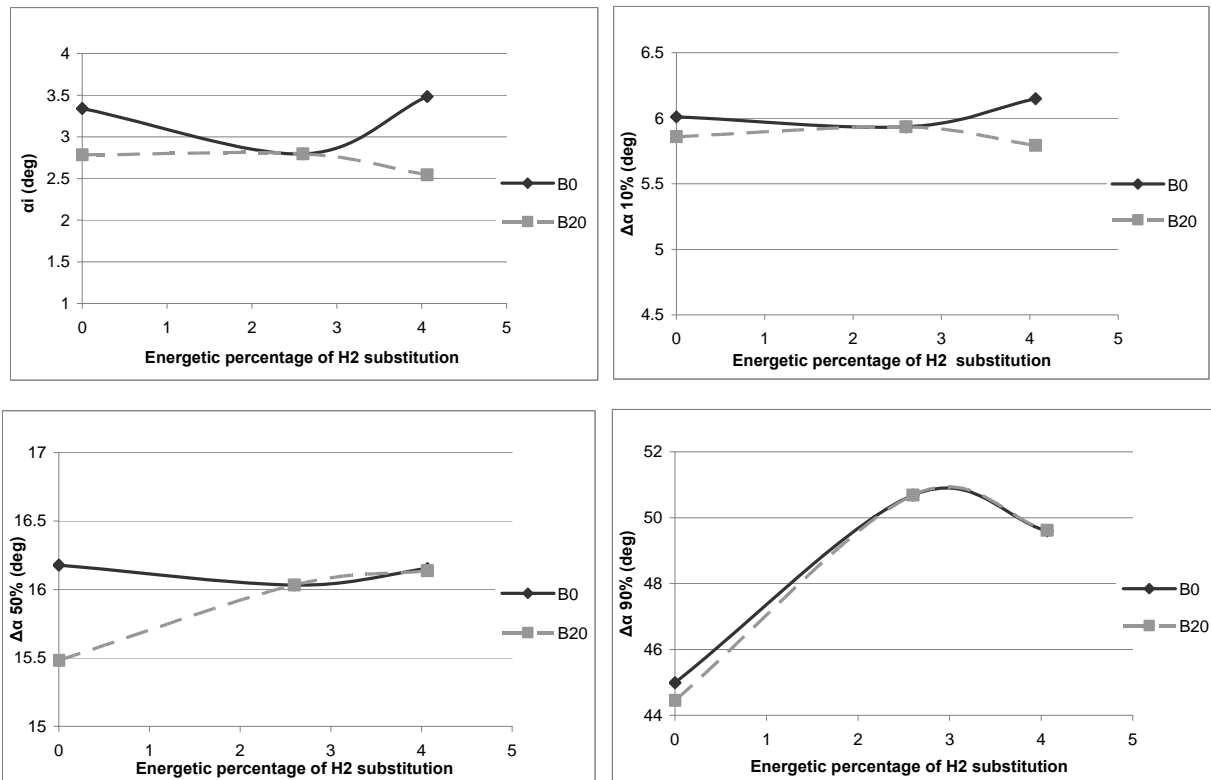 4
3.5
3
2.5
2
1.5
1
αi (deg)
0 1 2 3 4 5
Energetic percentage of H2 substitution
B0
B20
6.5
6
5.5
5
4.5
Δα 10% (deg)
0 1 2 3 4 5
Energetic percentage of H2 substitution
B0
B20
17
16.5
16
15.5
15
Δα 50% (deg)
0 1 2 3 4 5
Energetic percentage of H2 substitution
B0
B20
52
50
48
46
44
Δα 90% (deg)
0 1 2 3 4 5
Energetic percentage of H2 substitution
B0
B20